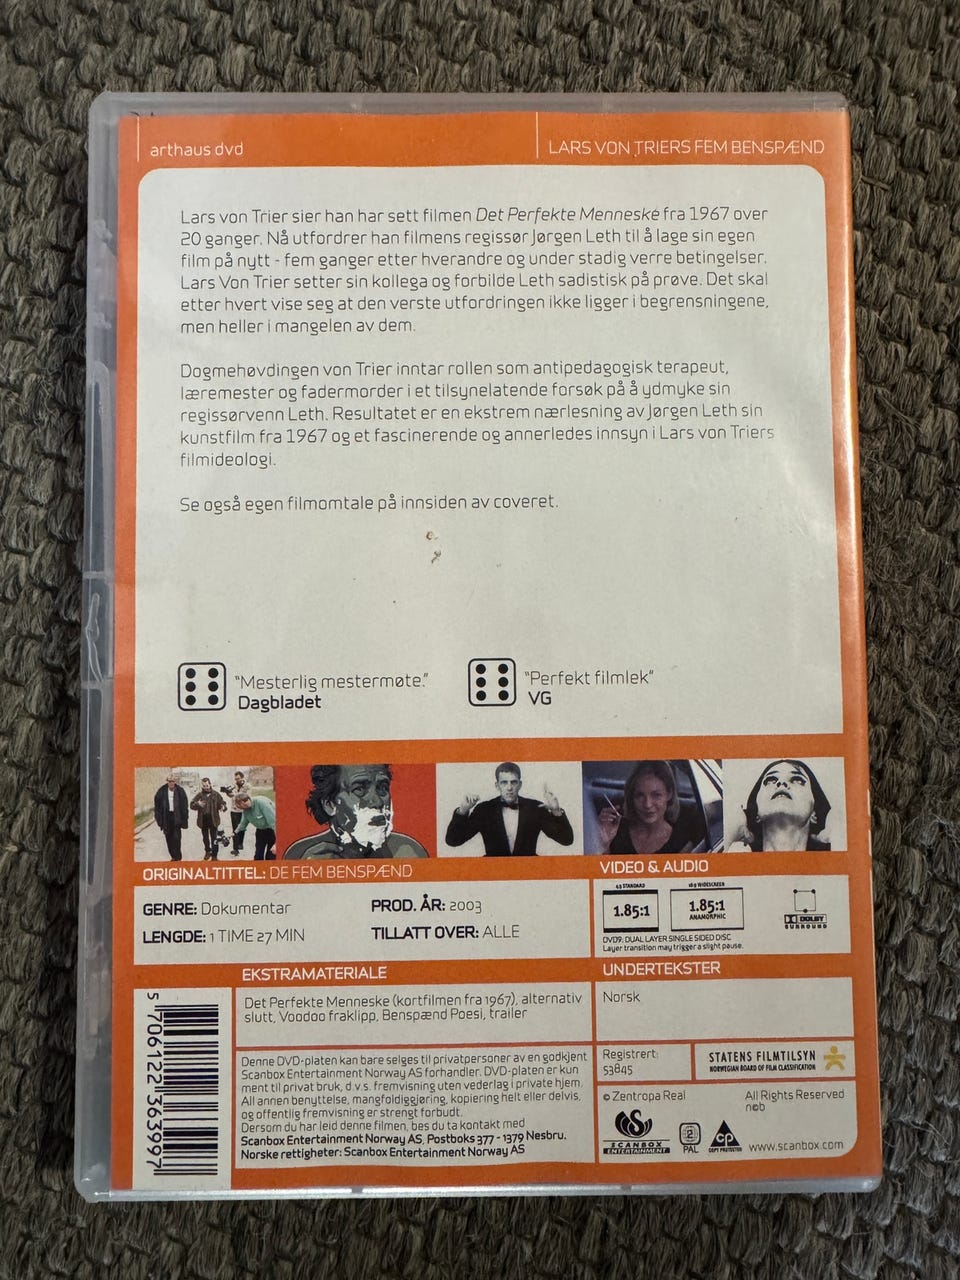 arthaus dvd
LARS VON TRIERS FEM BENSPÆND
Lars von Trier sier han har sett filmen Det Perfekte Menneske fra 1967 over
20 ganger. Nå utfordrer han filmens regissør Jørgen Leth til å lage sin egen
film på nytt - fem ganger etter hverandre og under stadig verre betingelser.
Lars Von Trier setter sin kollega og forbilde Leth sadistisk på prøve. Det skal
etter hvert vise seg at den verste utfordringen ikke ligger i begrensningene,
men heller i mangelen av dem.
Dogmehøvdingen von Trier inntar rollen som antipedagogisk terapeut,
læremester og fadermorder i et tilsynelatende forsøk på å ydmyke sin
regissørvenn Leth. Resultatet er en ekstrem nærlesning av Jørgen Leth sin
kunstfilm fra 1967 og et fascinerende og annerledes innsyn i Lars von Triers
filmideologi.
Se også egen filmomtale på innsiden av coveret.
"Mesterlig mestermøte."
Dagbladet
"Perfekt filmlek"
VG
ORIGINALTITTEL: DE FEM BENSPÆND
GENRE: Dokumentar
PROD. ÅR: 2003
LENGDE: 1 TIME 27 MIN
TILLATT OVER: ALLE
VIDEO & AUDIO
4:3 STANDARD
1.85:1
16:9 WIDESCREEN
1.85:1
ANAMORPHIC
DOLBY
SURROUND
DVD9: DUAL LAYER SINGLE SIDED DISC
Layer transition may trigger a slight pause.
EKSTRAMATERIALE
Det Perfekte Menneske (kortfilmen fra 1967), alternativ
slutt, Voodoo fraklipp, Benspænd Poesi, trailer
UNDERTEKSTER
Norsk
5 706122 363997
Denne DVD-platen kan bare selges til privatpersoner av en godkjent
Scanbox Entertainment Norway AS forhandler. DVD-platen er kun
ment til privat bruk, d.v.s. fremvisning uten vederlag i private hjem.
All annen benyttelse, mangfoldiggjøring, kopiering helt eller delvis,
og offentlig fremvisning er strengt forbudt.
Dersom du har leid denne filmen, bes du ta kontakt med
Scanbox Entertainment Norway AS, Postboks 377 - 1379 Nesbru.
Norske rettigheter: Scanbox Entertainment Norway AS
Registrert:
53845
STATENS FILMTILSYN
NORWEGIAN BOARD OF FILM CLASSIFICATION
© Zentropa Real
All Rights Reserved
n©b
SCANBOX
ENTERTAINMENT
2
PAL
CP
COPY PROTECTED
www.scanbox.com